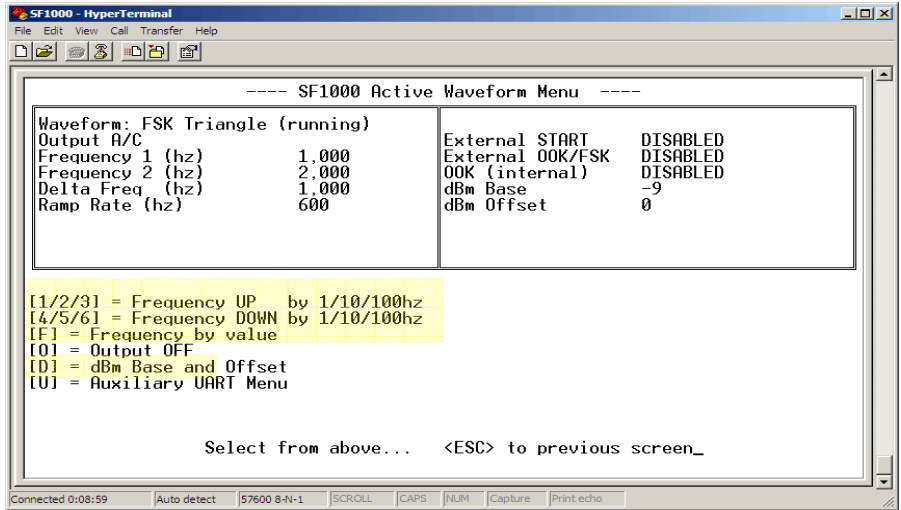 SF1000 - HyperTerminal
File Edit View Call Transfer Help
---- SF1000 Active Waveform Menu ----
Waveform: FSK Triangle (running)
Output A/C
Frequency 1 (hz) 1,000
Frequency 2 (hz) 2,000
Delta Freq (hz) 1,000
Ramp Rate (hz) 600
External START DISABLED
External OOK/FSK DISABLED
OOK (internal) DISABLED
dBm Base -9
dBm Offset 0
[1/2/3] = Frequency UP by 1/10/100hz
[4/5/6] = Frequency DOWN by 1/10/100hz
[F] = Frequency by value
[O] = Output OFF
[D] = dBm Base and Offset
[U] = Auxiliary UART Menu
Select from above... <ESC> to previous screen_
Connected 0:08:59 Auto detect 57600 8-N-1 SCROLL CAPS NUM Capture Print echo